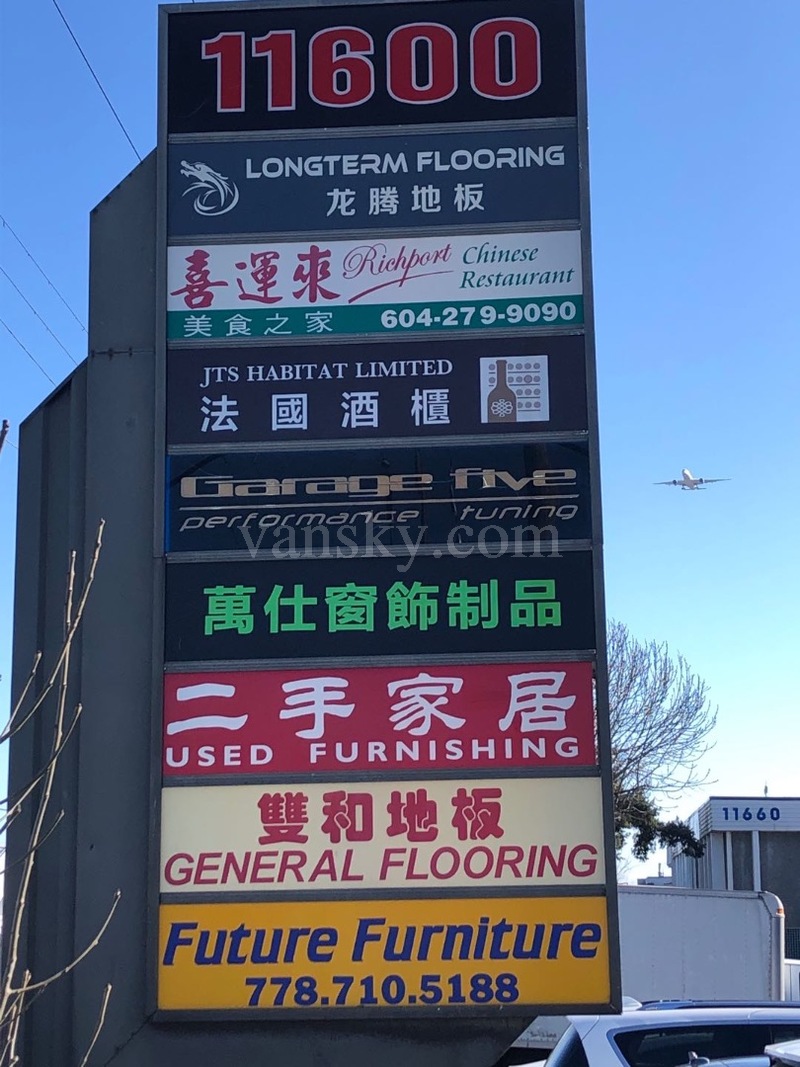 11600
LONGTERM FLOORING
龙腾地板
喜運來 Richport Chinese Restaurant
美食之家 604-279-9090
JTS HABITAT LIMITED
法國酒櫃
Garage five
performance tuning
vansky.com
萬仕窗飾制品
二手家居
USED FURNISHING
雙和地板
GENERAL FLOORING
Future Furniture
778.710.5188
11660